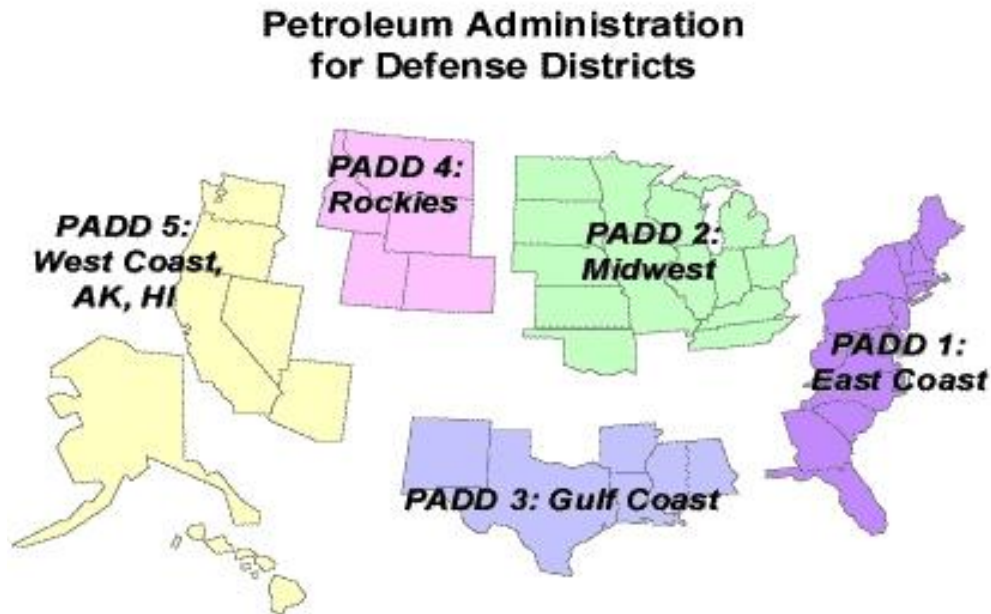 Petroleum Administration
for Defense Districts
PADD 4:
Rockies
PADD 5:
West Coast,
AK, HI
PADD 2:
Midwest
PADD 1:
East Coast
PADD 3: Gulf Coast